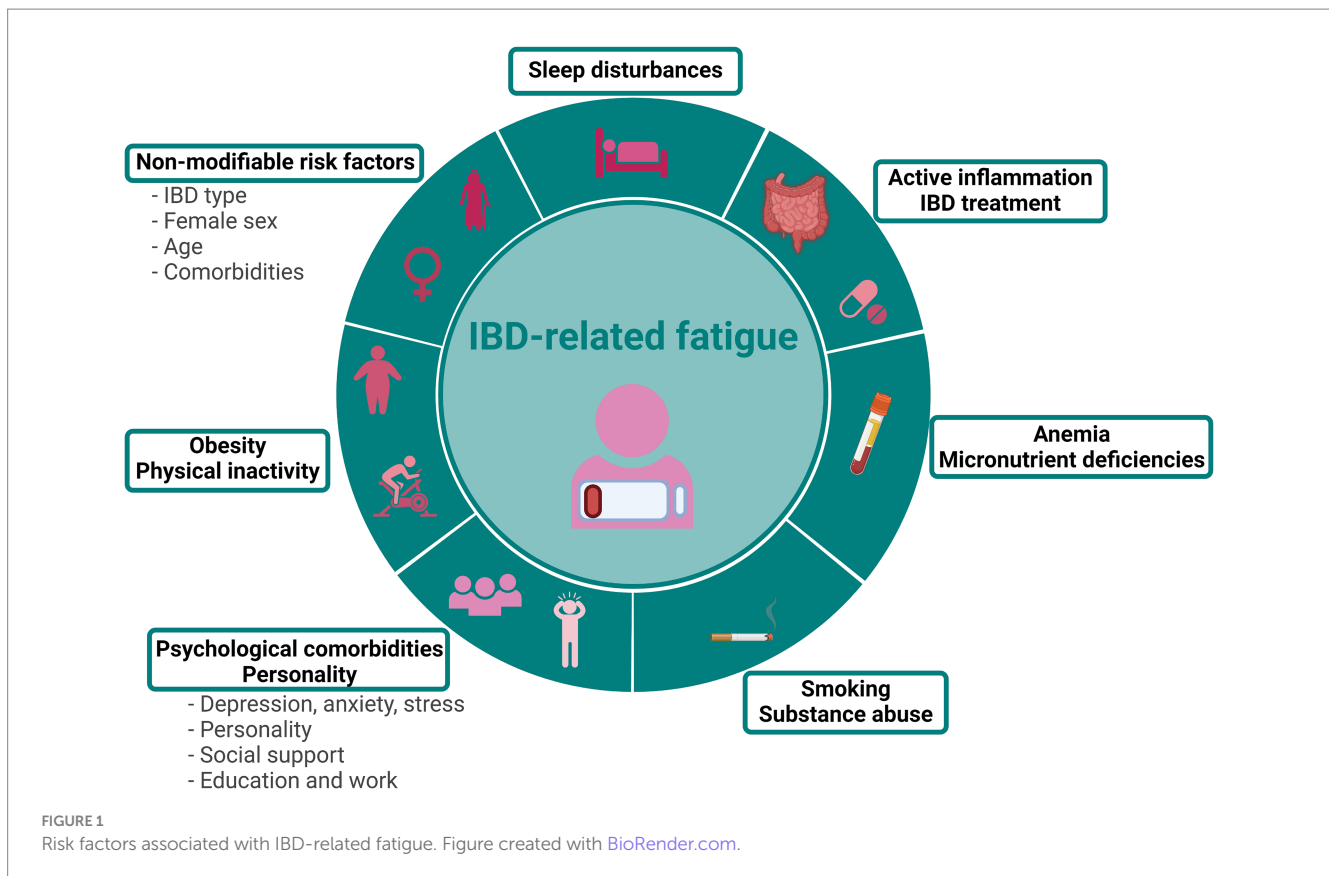 Sleep disturbances
Non-modifiable risk factors
- IBD type
- Female sex
- Age
- Comorbidities
Active inflammation
IBD treatment
IBD-related fatigue
Obesity
Physical inactivity
Anemia
Micronutrient deficiencies
Psychological comorbidities
Personality
- Depression, anxiety, stress
- Personality
- Social support
- Education and work
Smoking
Substance abuse
FIGURE 1
Risk factors associated with IBD-related fatigue. Figure created with BioRender.com.